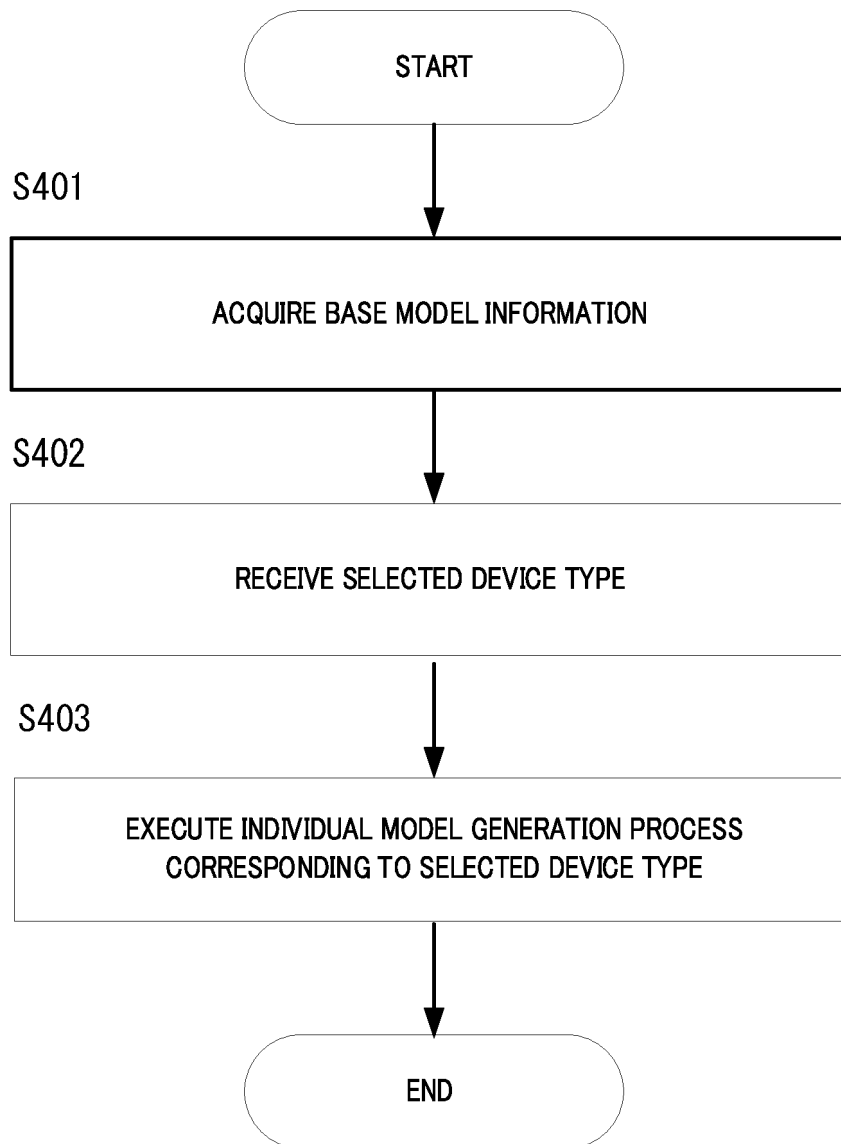 START
S401
ACQUIRE BASE MODEL INFORMATION
S402
RECEIVE SELECTED DEVICE TYPE
S403
EXECUTE INDIVIDUAL MODEL GENERATION PROCESS
CORRESPONDING TO SELECTED DEVICE TYPE
END